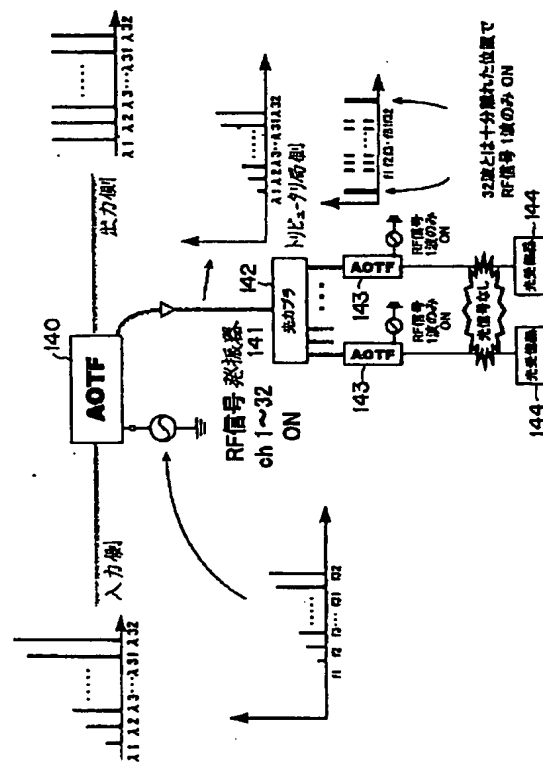 140
AOTF
入力側
出力側
λ1 λ2 λ3…λ31 λ32
λ1 λ2 λ3…λ31 λ32
RF信号 発振器
141
ch 1～32
ON
f1 f2 f3… f31 f32
λ1 λ2 λ3…λ31 λ32
トリビュータリ局側
142
光カプラ
AOTF
143
RF信号
1波のみ
ON
AOTF
143
RF信号
1波のみ
ON
f1 f2 f3… f31 f32
32波とは十分離れた位置で
RF信号 1波のみ ON
光信号なし
光受信器
144
光受信器
144